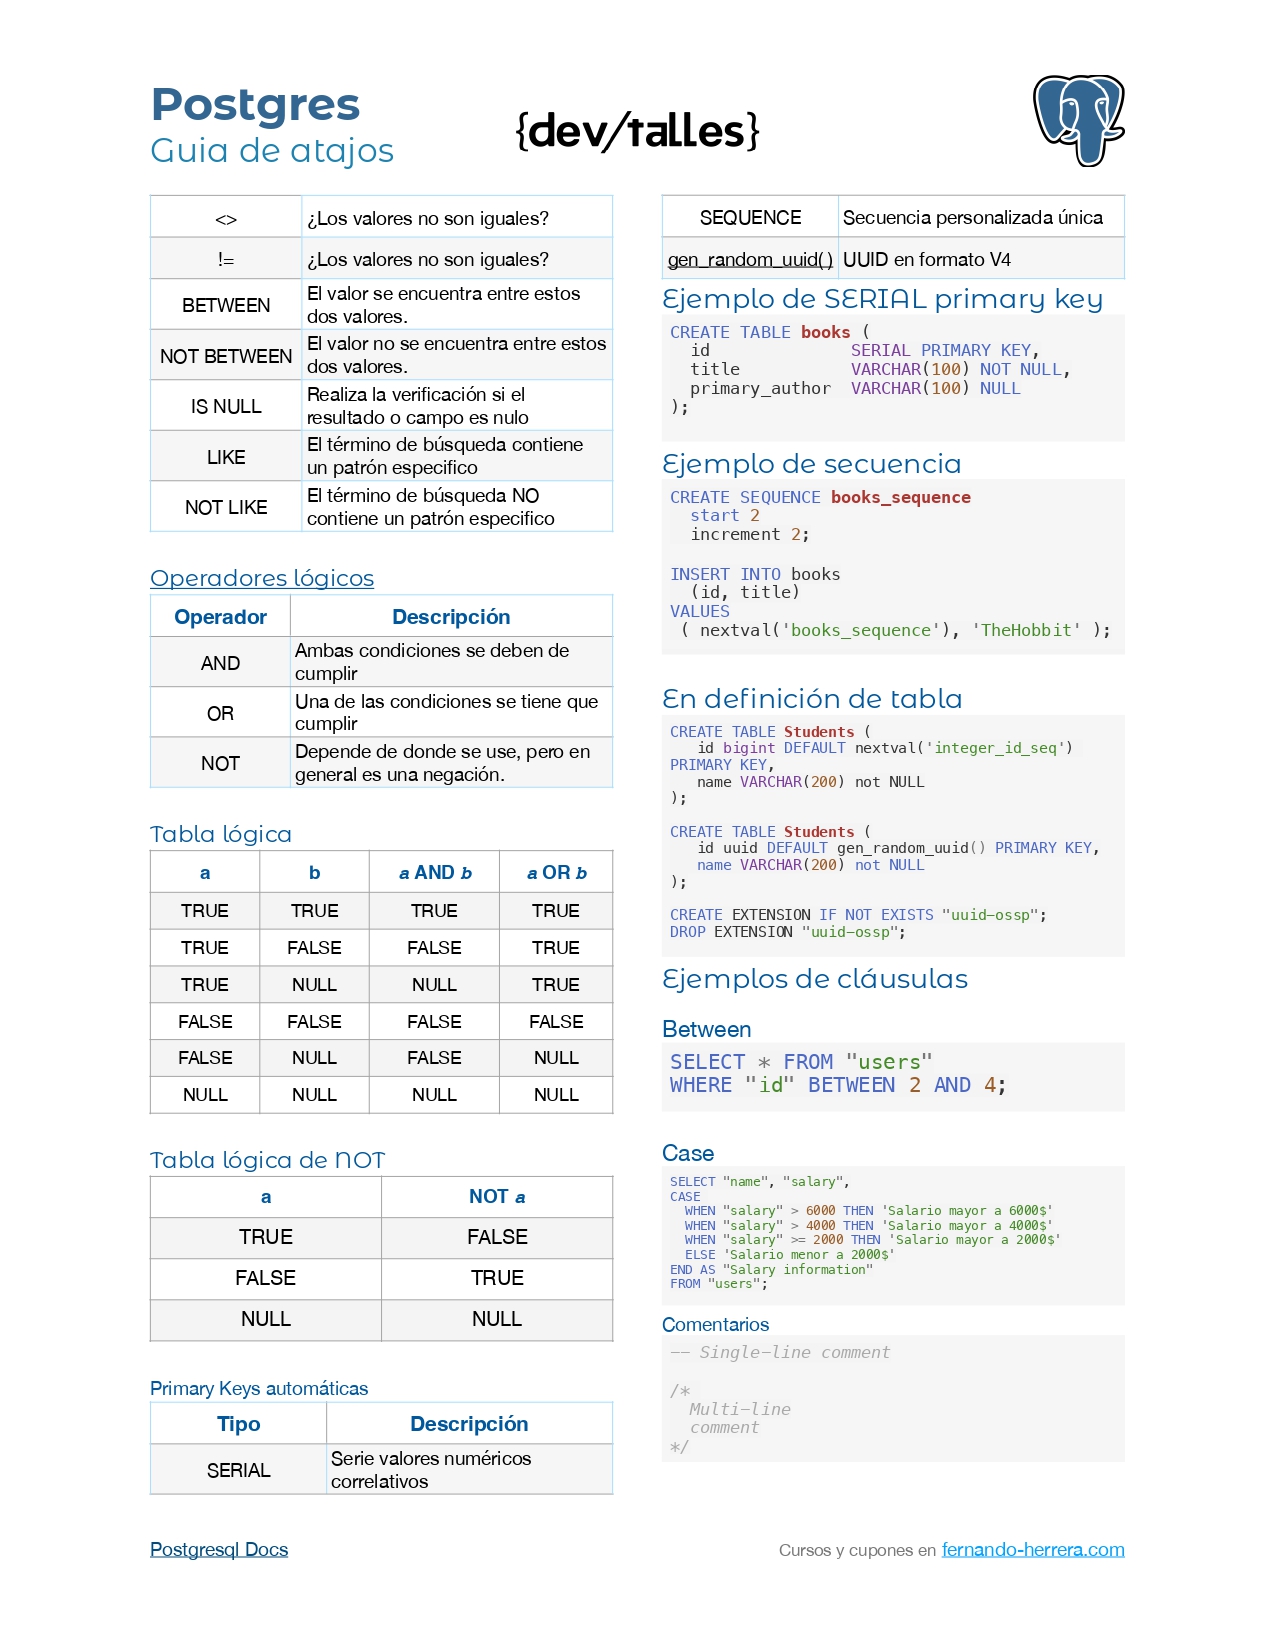 Postgres
Guia de atajos
{dev/talles}
<> ¿Los valores no son iguales?
!= ¿Los valores no son iguales?
BETWEEN El valor se encuentra entre estos
dos valores.
NOT BETWEEN El valor no se encuentra entre estos
dos valores.
IS NULL Realiza la verificación si el
resultado o campo es nulo
LIKE El término de búsqueda contiene
un patrón especifico
NOT LIKE El término de búsqueda NO
contiene un patrón especifico
Operadores lógicos
Operador Descripción
AND Ambas condiciones se deben de
cumplir
OR Una de las condiciones se tiene que
cumplir
NOT Depende de donde se use, pero en
general es una negación.
Tabla lógica
a b a AND b a OR b
TRUE TRUE TRUE TRUE
TRUE FALSE FALSE TRUE
TRUE NULL NULL TRUE
FALSE FALSE FALSE FALSE
FALSE NULL FALSE NULL
NULL NULL NULL NULL
Tabla lógica de NOT
a NOT a
TRUE FALSE
FALSE TRUE
NULL NULL
Primary Keys automáticas
Tipo Descripción
SERIAL Serie valores numéricos
correlativos
SEQUENCE Secuencia personalizada única
gen_random_uuid() UUID en formato V4
Ejemplo de SERIAL primary key
CREATE TABLE books (
  id              SERIAL PRIMARY KEY,
  title           VARCHAR(100) NOT NULL,
  primary_author  VARCHAR(100) NULL
);
Ejemplo de secuencia
CREATE SEQUENCE books_sequence
  start 2
  increment 2;
INSERT INTO books
  (id, title)
VALUES
 ( nextval('books_sequence'), 'TheHobbit' );
En definición de tabla
CREATE TABLE Students (
   id bigint DEFAULT nextval('integer_id_seq')
PRIMARY KEY,
   name VARCHAR(200) not NULL
);
CREATE TABLE Students (
   id uuid DEFAULT gen_random_uuid() PRIMARY KEY,
   name VARCHAR(200) not NULL
);
CREATE EXTENSION IF NOT EXISTS "uuid-ossp";
DROP EXTENSION "uuid-ossp";
Ejemplos de cláusulas
Between
SELECT * FROM "users"
WHERE "id" BETWEEN 2 AND 4;
Case
SELECT "name", "salary",
CASE
  WHEN "salary" > 6000 THEN 'Salario mayor a 6000$'
  WHEN "salary" > 4000 THEN 'Salario mayor a 4000$'
  WHEN "salary" >= 2000 THEN 'Salario mayor a 2000$'
  ELSE 'Salario menor a 2000$'
END AS "Salary information"
FROM "users";
Comentarios
-- Single-line comment
/*
  Multi-line
  comment
*/
Postgresql Docs
Cursos y cupones en fernando-herrera.com